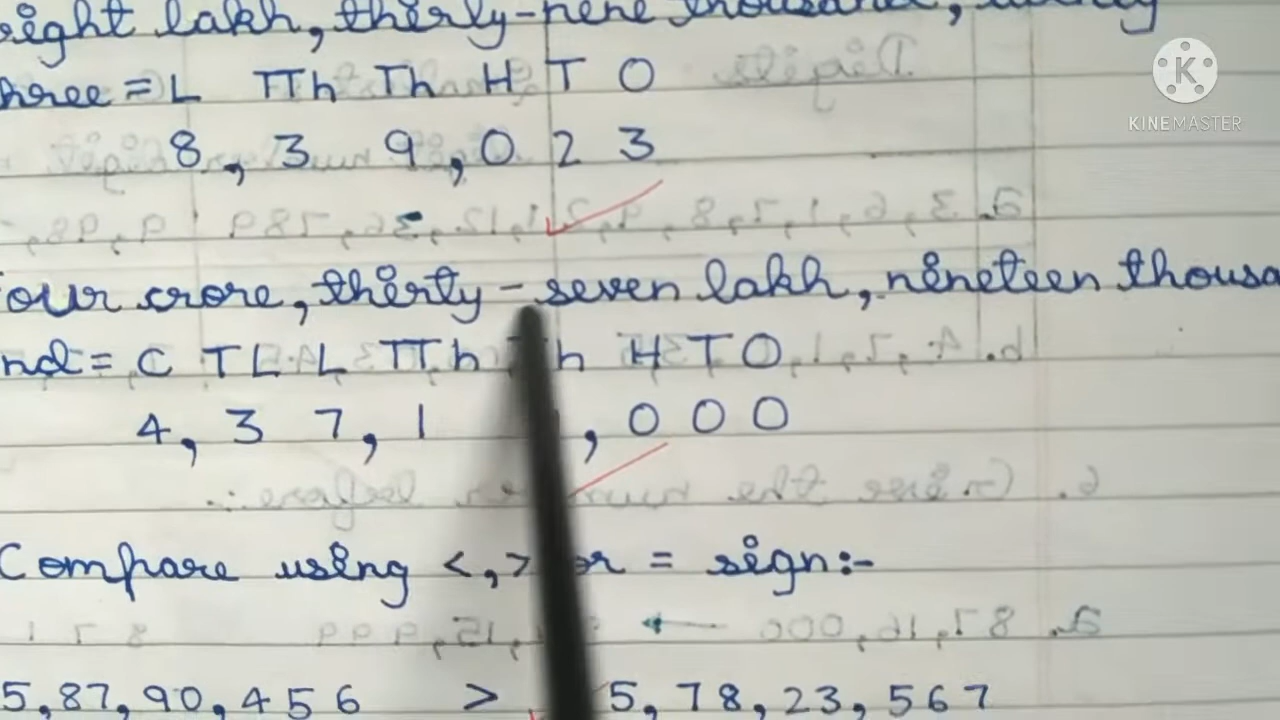 eight lakh, thirty-nine thousand, twenty
three = L TTh Th H T O
8, 3 9, 0 2 3
Four crore, thirty-seven lakh, nineteen thousa
nd = C TL L TTh H T O
4, 3 7, 1 , 0 0 0
Compare using <, > or = sign:-
5,87,90,456 > 5,78,23,567
K
KINEMASTER